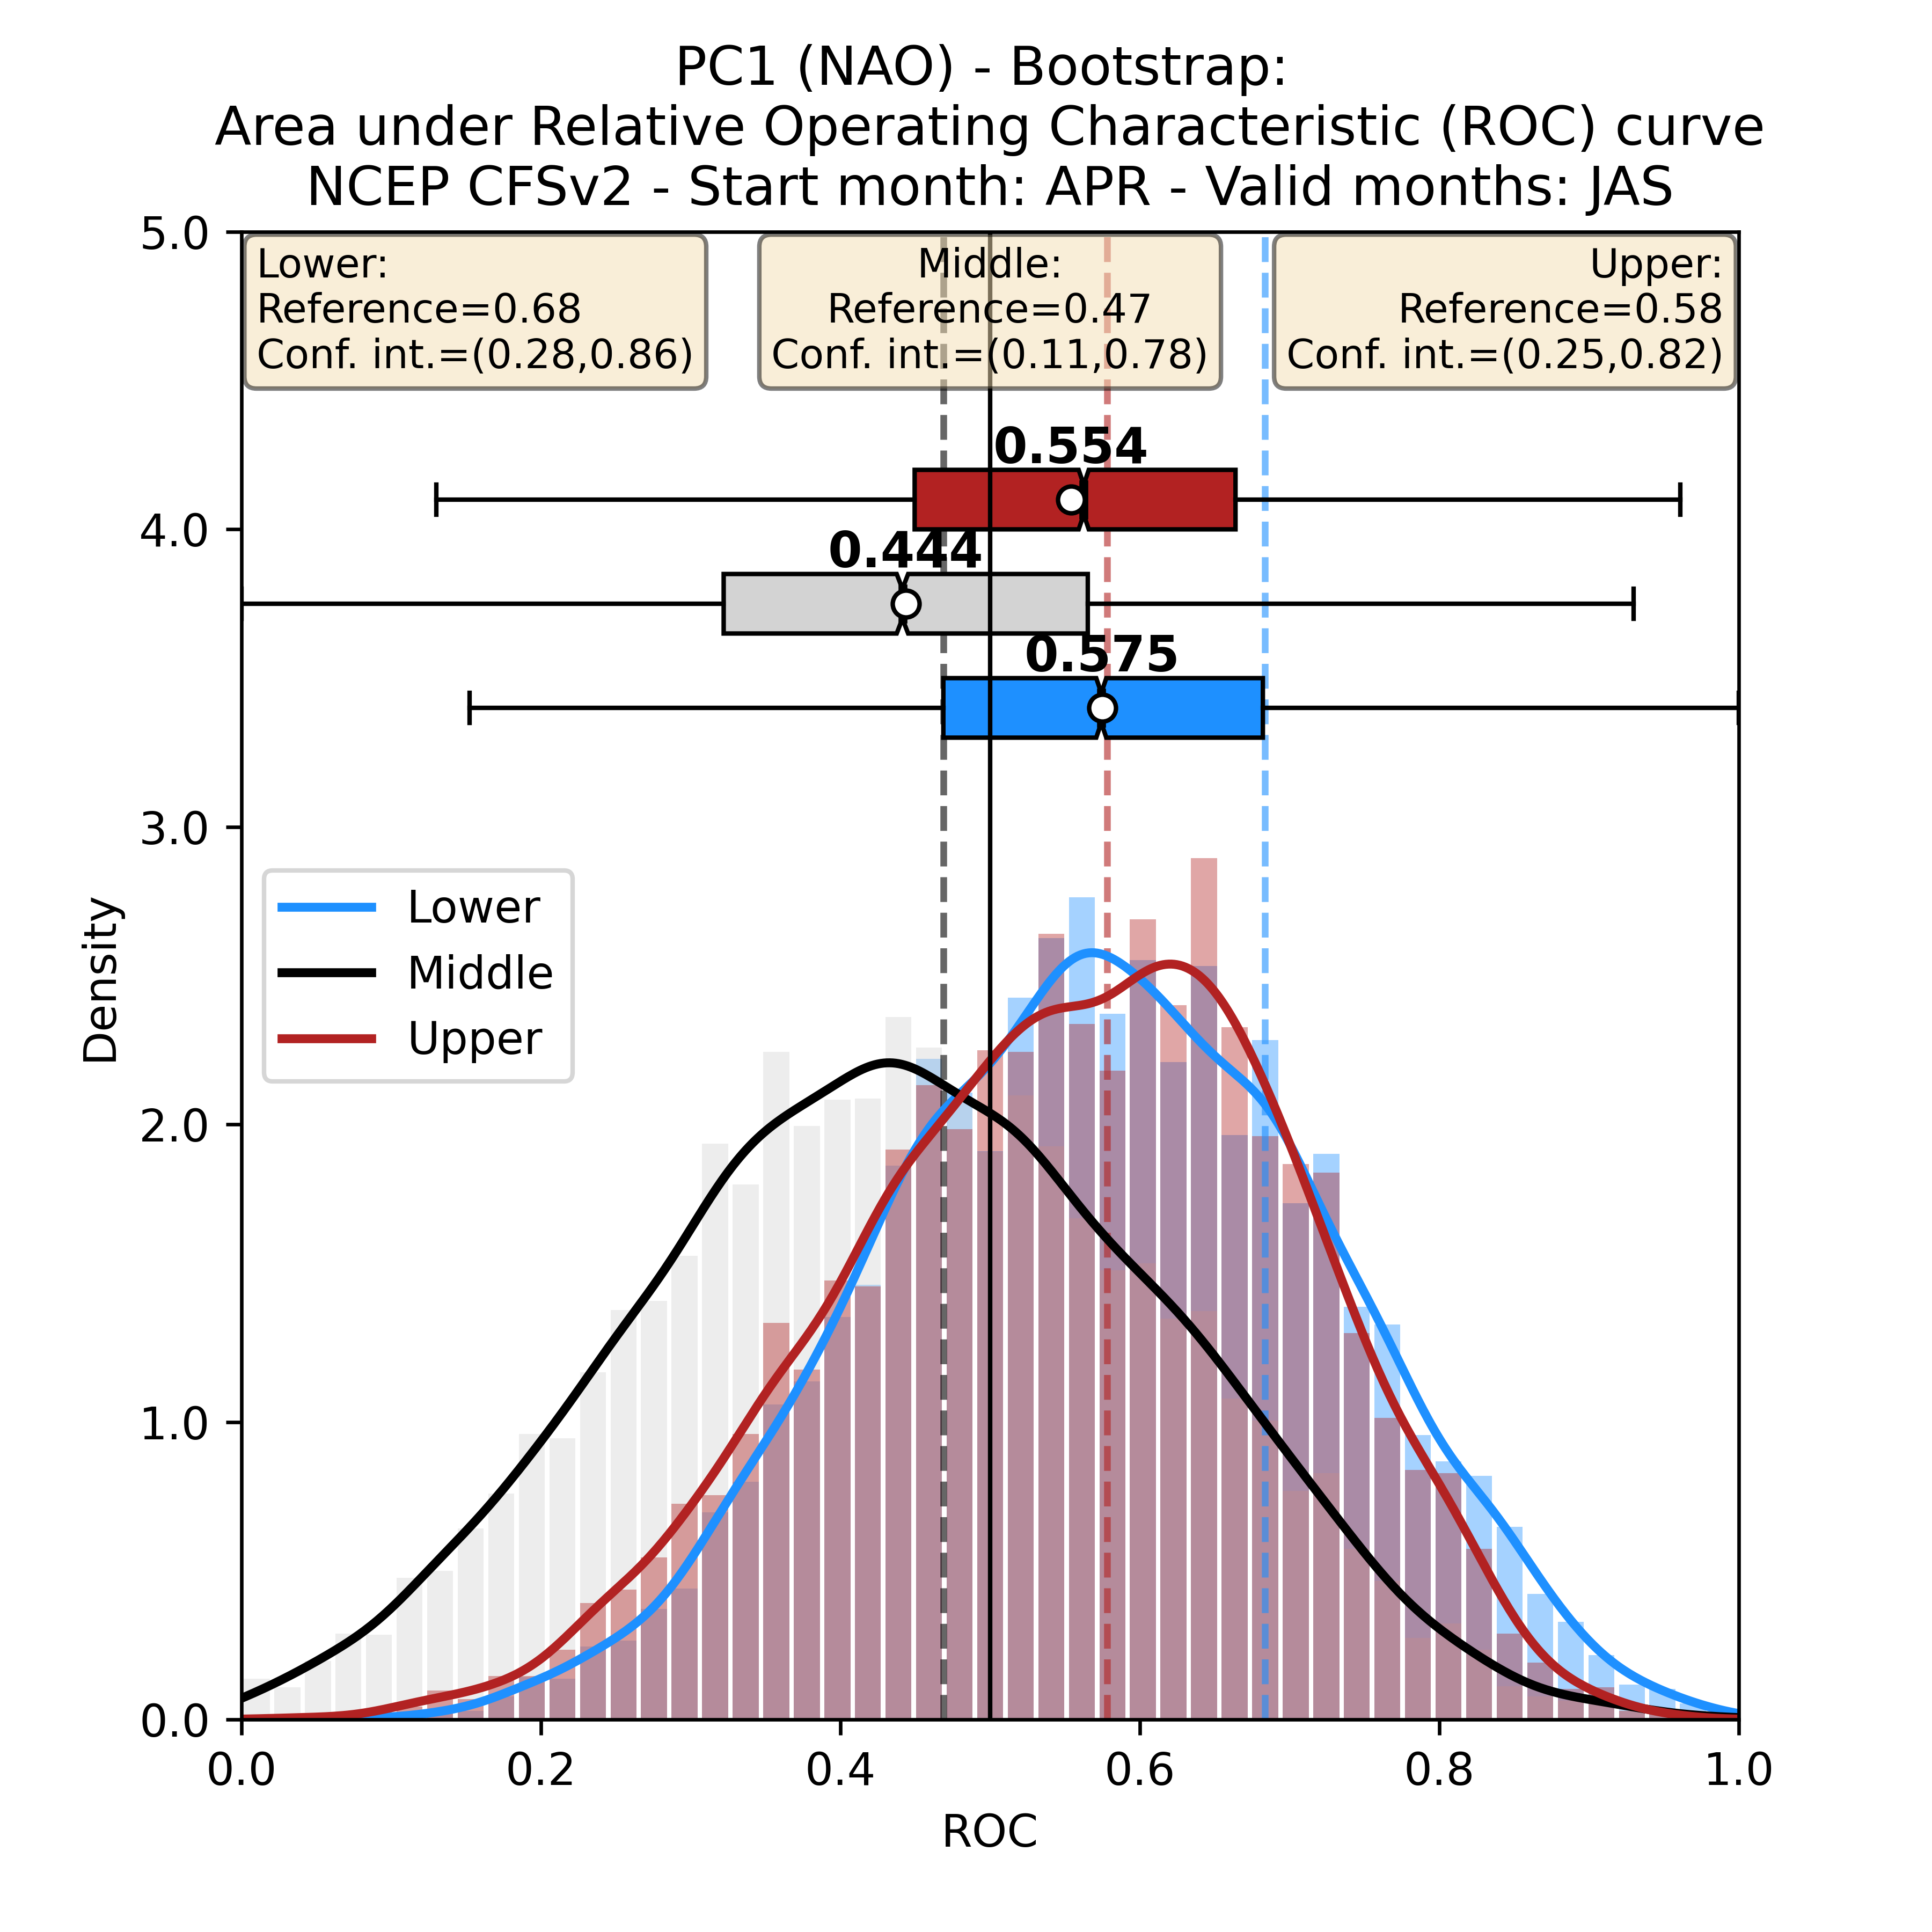 PC1 (NAO) - Bootstrap:
Area under Relative Operating Characteristic (ROC) curve
NCEP CFSv2 - Start month: APR - Valid months: JAS
Lower:
Reference=0.68
Conf. int.=(0.28,0.86)
Middle:
Reference=0.47
Conf. int.=(0.11,0.78)
Upper:
Reference=0.58
Conf. int.=(0.25,0.82)
0.554
0.444
0.575
5.0
4.0
3.0
2.0
1.0
0.0
Density
Lower
Middle
Upper
0.0
0.2
0.4
0.6
0.8
1.0
ROC